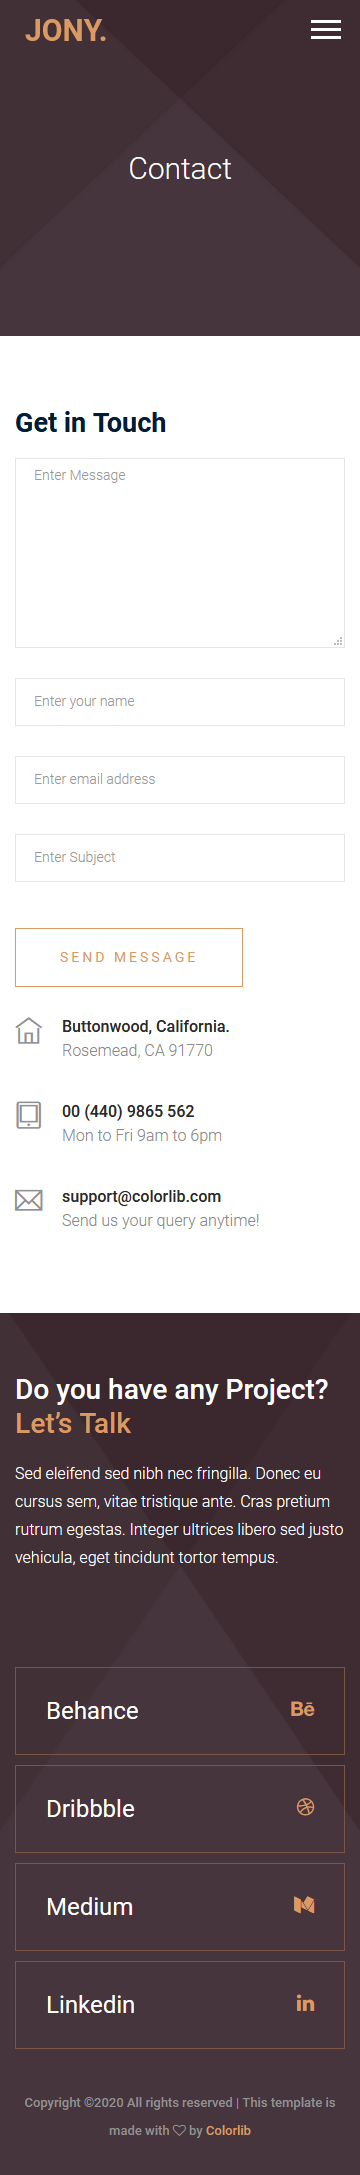 JONY.
Contact
Get in Touch
Enter Message
Enter your name
Enter email address
Enter Subject
SEND MESSAGE
Buttonwood, California.
Rosemead, CA 91770
00 (440) 9865 562
Mon to Fri 9am to 6pm
support@colorlib.com
Send us your query anytime!
Do you have any Project?
Let’s Talk
Sed eleifend sed nibh nec fringilla. Donec eu
cursus sem, vitae tristique ante. Cras pretium
rutrum egestas. Integer ultrices libero sed justo
vehicula, eget tincidunt tortor tempus.
Behance
Dribbble
Medium
Linkedin
Copyright ©2020 All rights reserved | This template is
made with ♡ by Colorlib